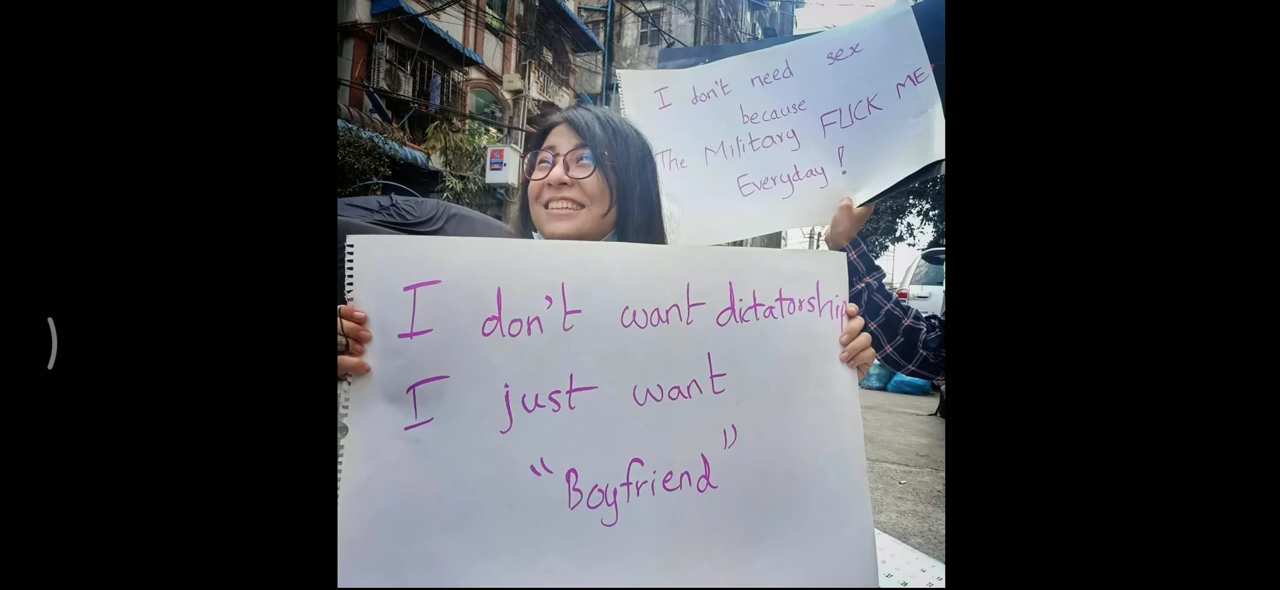 I don't need sex
because
The Military FUCK ME
Everyday!
I don't want dictatorship
I just want
"Boyfriend"